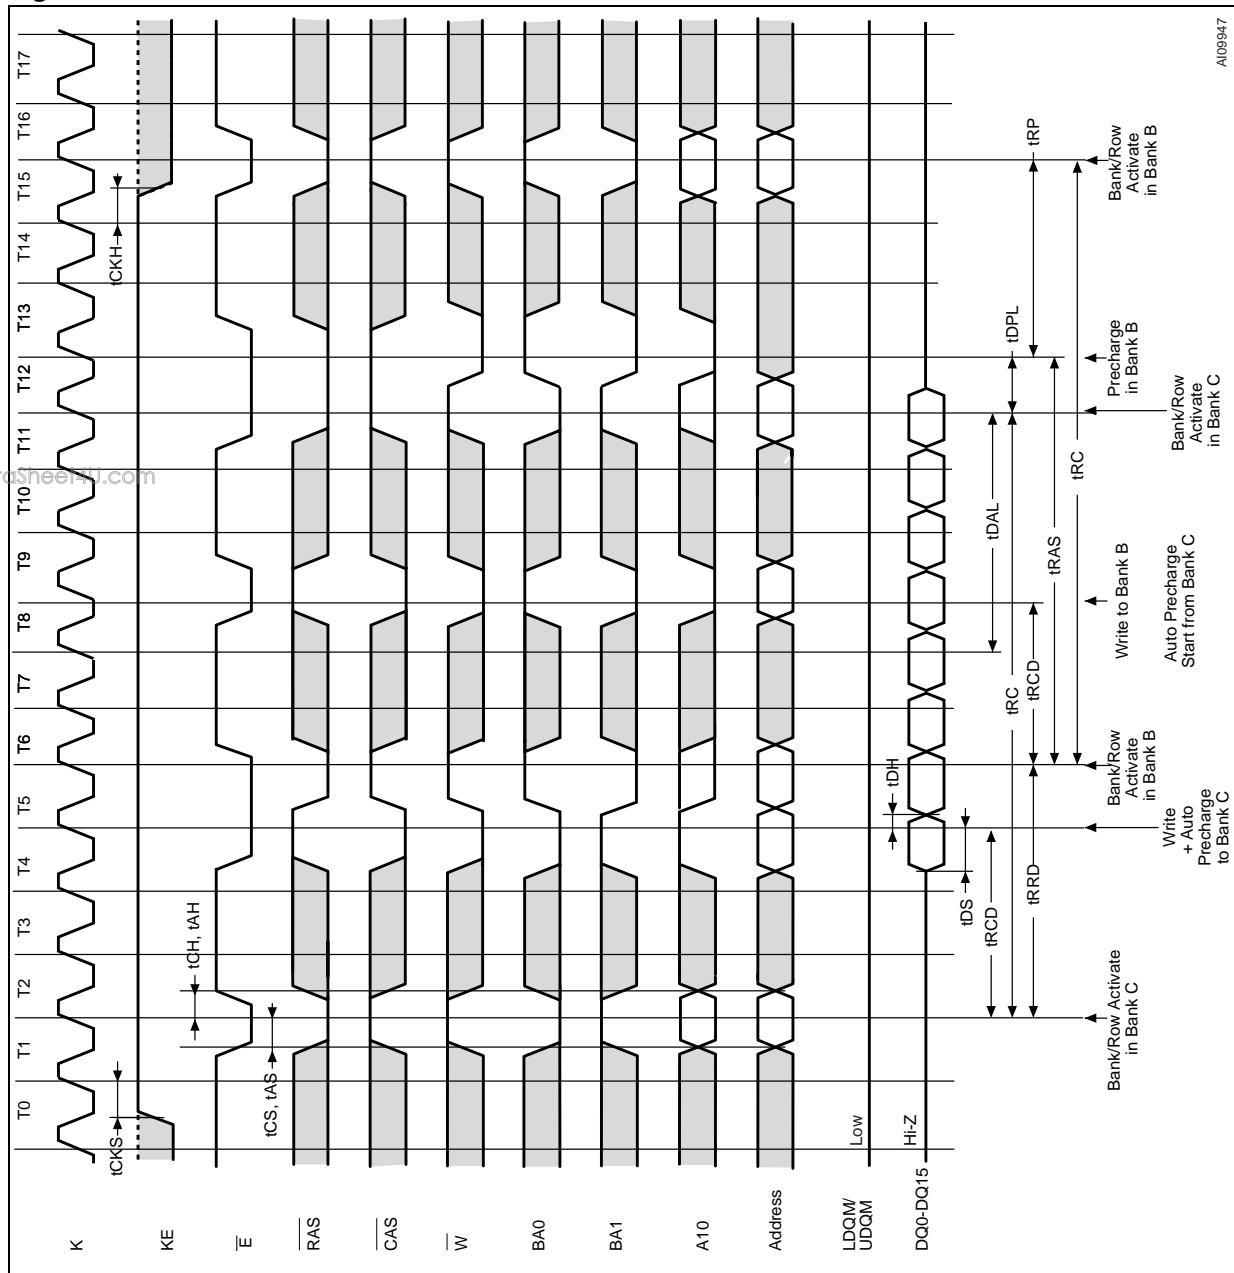 T0 T1 T2 T3 T4 T5 T6 T7 T8 T9 T10 T11 T12 T13 T14 T15 T16 T17
K
tCKS
tCKH
KE
tCH, tAH
E
tCS, tAS
RAS
CAS
W
BA0
BA1
A10
Address
LDQM/
UDQM
Low
DQ0-DQ15
Hi-Z
tDH
tDS
tRCD
tDAL
tRC
tDPL
tRRD
tRCD
tRAS
tRP
tRC
Bank/Row Activate
in Bank C
Write
+ Auto
Precharge
to Bank C
Bank/Row
Activate
in Bank B
Write to Bank B
Auto Precharge
Start from Bank C
Bank/Row
Activate
in Bank C
Precharge
in Bank B
Bank/Row
Activate
in Bank B
AI09947
taSheet4U.com